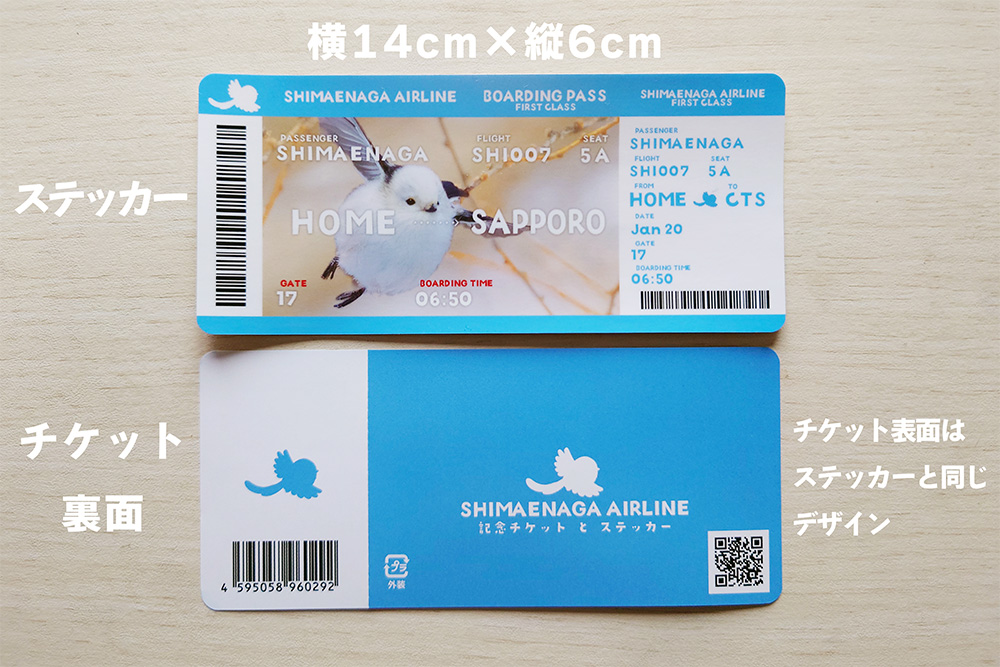 横14cm×縦6cm
ステッカー
SHIMAENAGA AIRLINE
BOARDING PASS
FIRST CLASS
SHIMAENAGA AIRLINE
FIRST CLASS
PASSENGER
SHIMAENAGA
FLIGHT
SHI007
SEAT
5A
HOME
SAPPORO
GATE
17
BOARDING TIME
06:50
PASSENGER
SHIMAENAGA
FLIGHT SEAT
SHI007 5A
FROM TO
HOME CTS
DATE
Jan 20
GATE
17
BOARDING TIME
06:50
チケット
裏面
4 595058 960292
SHIMAENAGA AIRLINE
記念チケット と ステッカー
プラ
外装
チケット表面は
ステッカーと同じ
デザイン